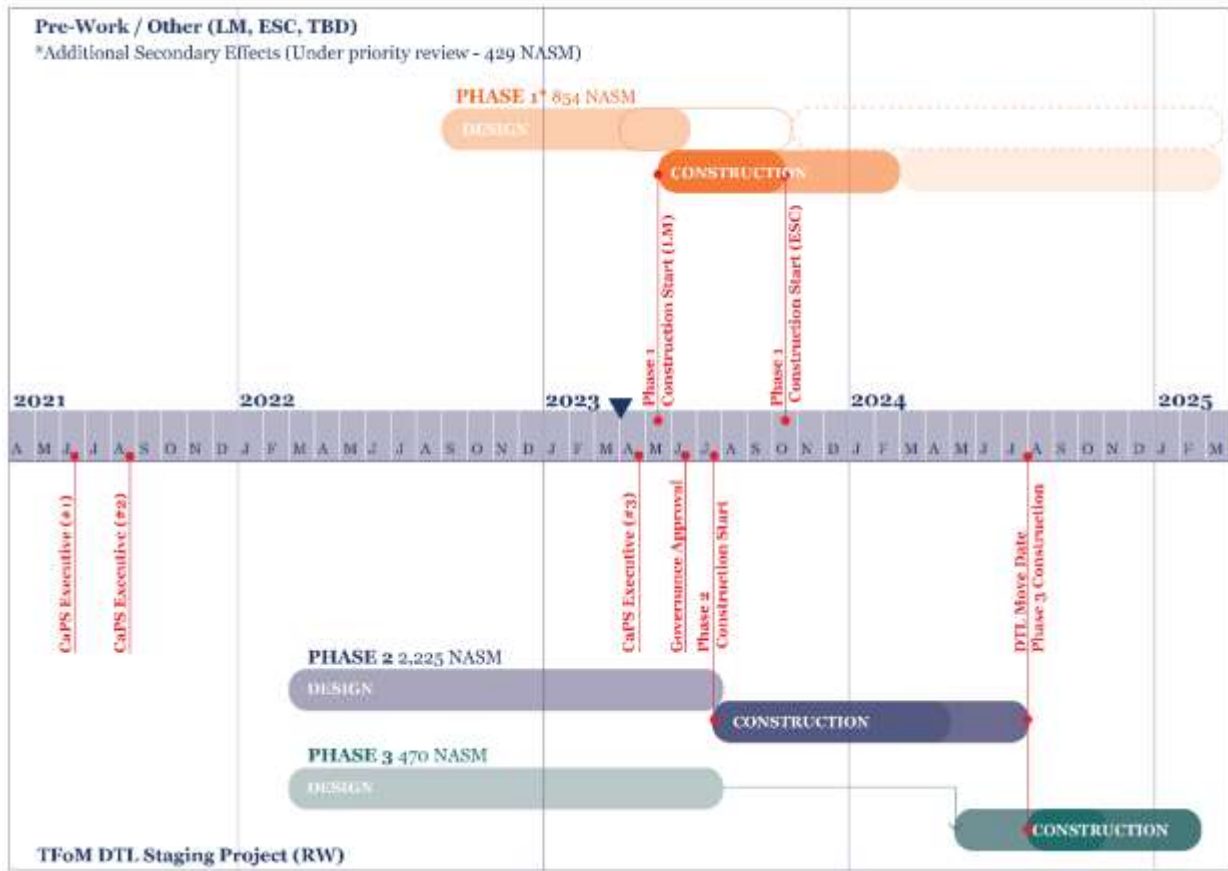 Pre-Work / Other (LM, ESC, TBD)
*Additional Secondary Effects (Under priority review - 429 NASM)
PHASE 1* 854 NASM
DESIGN
CONSTRUCTION
Phase 1
Construction Start (LM)
Phase 1
Construction Start (ESC)
2021 2022 2023 2024 2025
A M J J A S O N D J F M A M J J A S O N D J F M A M J J A S O N D J F M A M J J A S O N D J F M
CaPS Executive (#1)
CaPS Executive (#2)
CaPS Executive (#3)
Governance Approval
Phase 2
Construction Start
DTL Move Date
Phase 3 Construction
PHASE 2 2,225 NASM
DESIGN
CONSTRUCTION
PHASE 3 470 NASM
DESIGN
CONSTRUCTION
TFoM DTL Staging Project (RW)